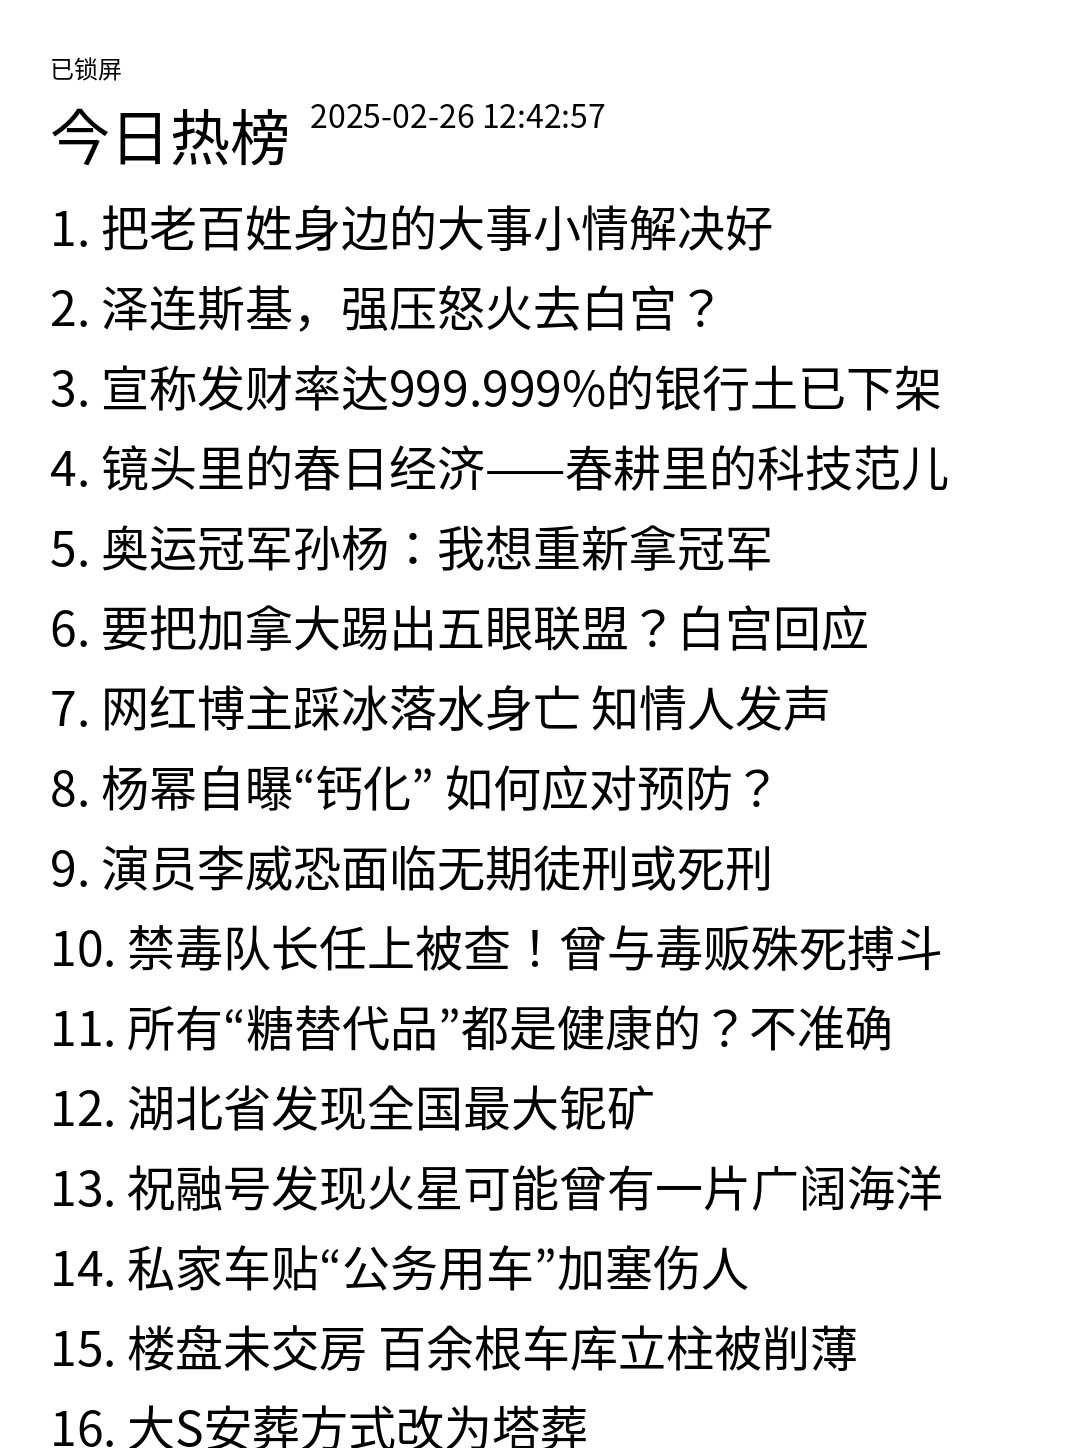 已锁屏
今日热榜 2025-02-26 12:42:57
1. 把老百姓身边的大事小情解决好
2. 泽连斯基，强压怒火去白宫？
3. 宣称发财率达999.999%的银行土已下架
4. 镜头里的春日经济——春耕里的科技范儿
5. 奥运冠军孙杨：我想重新拿冠军
6. 要把加拿大踢出五眼联盟？白宫回应
7. 网红博主踩冰落水身亡 知情人发声
8. 杨幂自曝“钙化” 如何应对预防？
9. 演员李威恐面临无期徒刑或死刑
10. 禁毒队长任上被查！曾与毒贩殊死搏斗
11. 所有“糖替代品”都是健康的？不准确
12. 湖北省发现全国最大铌矿
13. 祝融号发现火星可能曾有一片广阔海洋
14. 私家车贴“公务用车”加塞伤人
15. 楼盘未交房 百余根车库立柱被削薄
16. 大S安葬方式改为塔葬